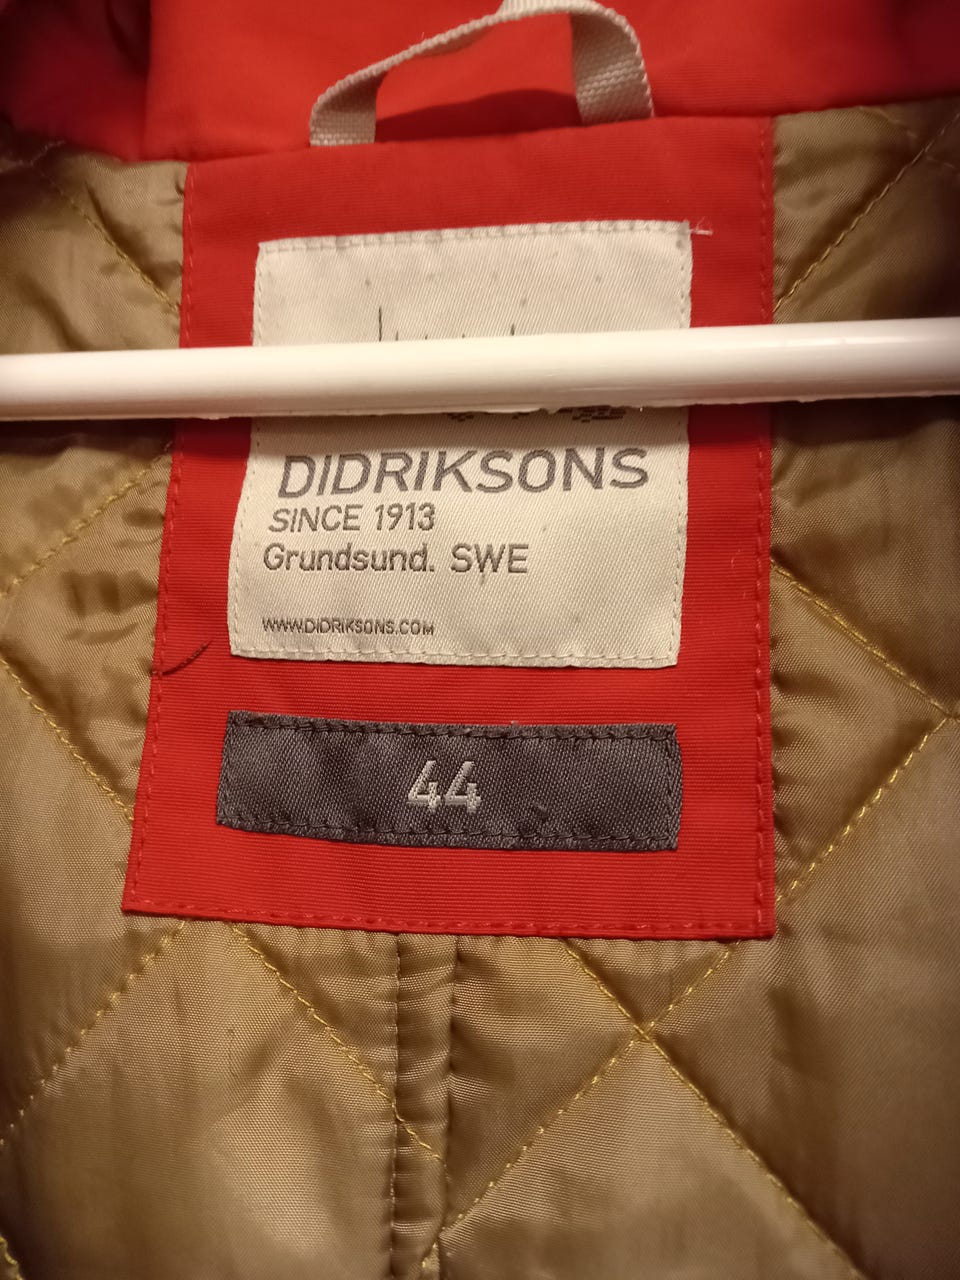 DIDRIKSONS
SINCE 1913
Grundsund. SWE
WWW.DIDRIKSONS.COM
44